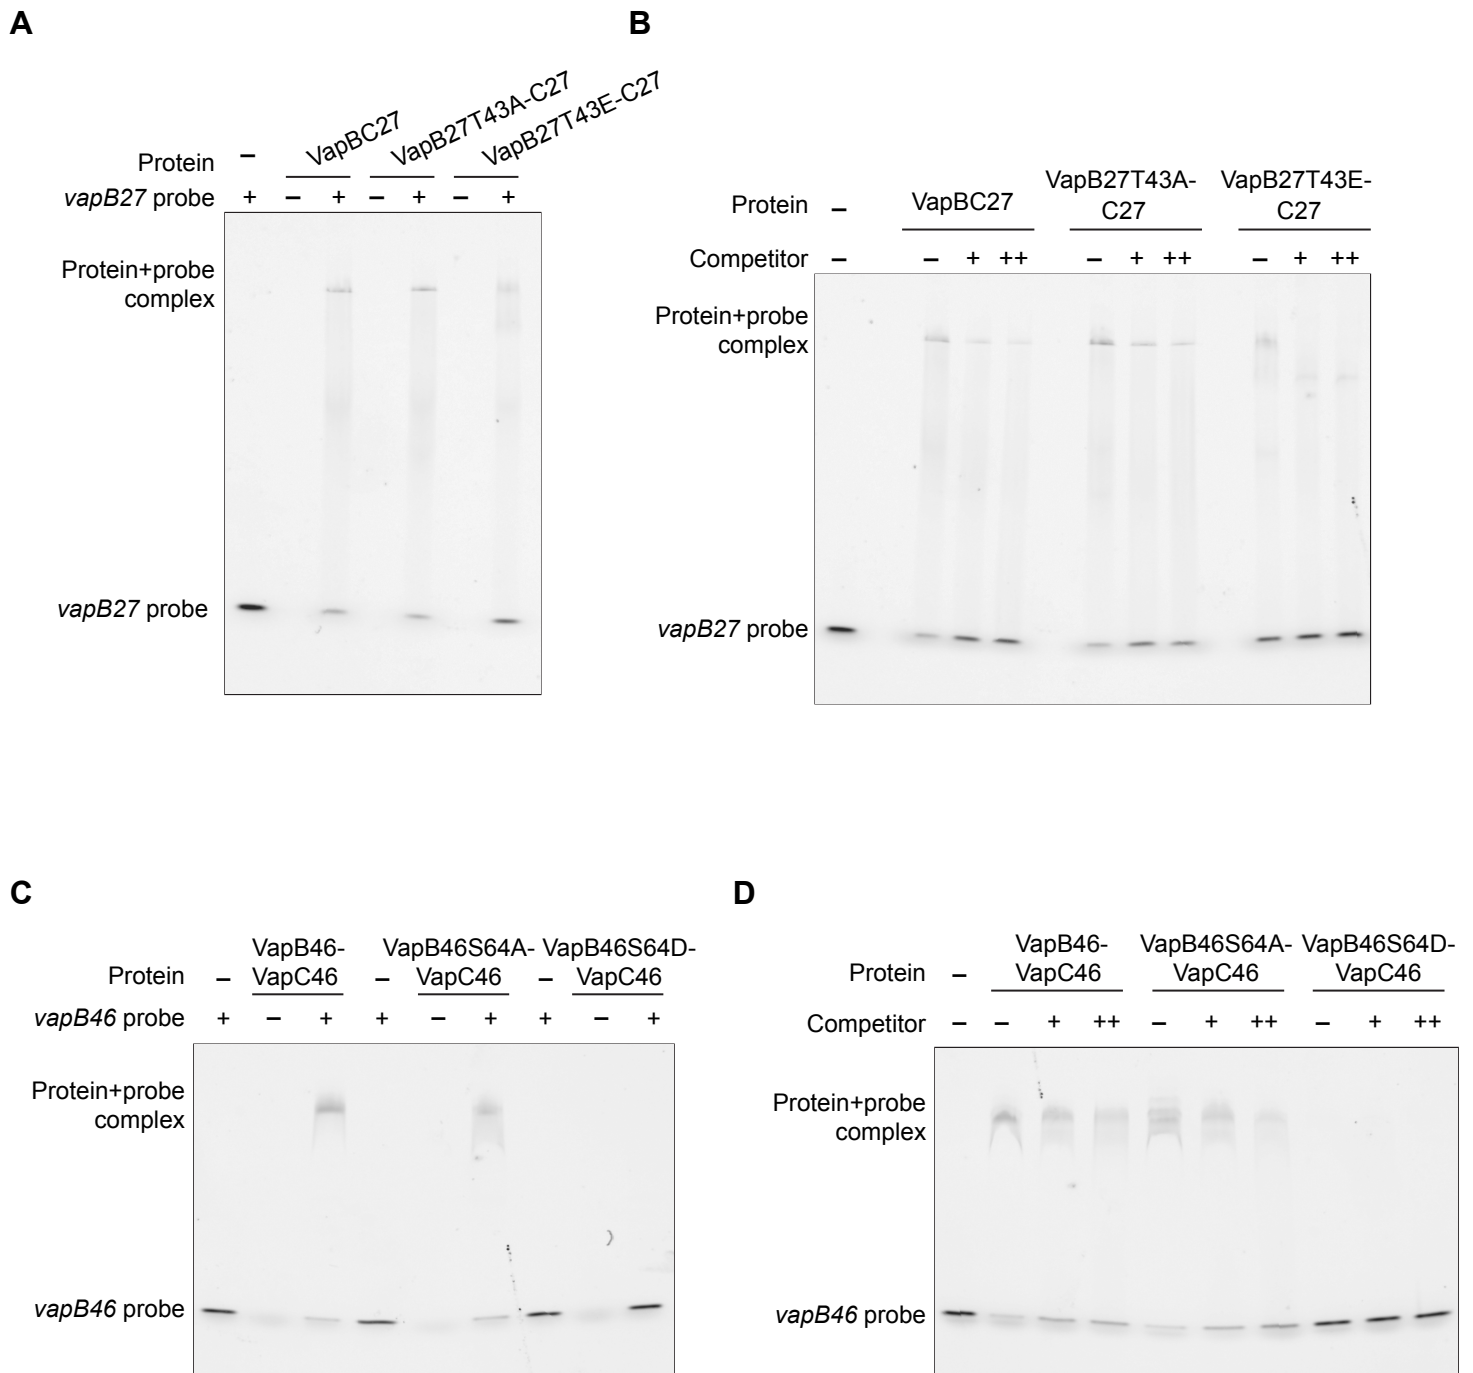 A
VapBC27
VapB27T43A-C27
VapB27T43E-C27
Protein –
vapB27 probe + – + – + – +
Protein+probe
complex
vapB27 probe
B
Protein – VapBC27 VapB27T43A- VapB27T43E-
C27 C27
Competitor – – + ++ – + ++ – + ++
Protein+probe
complex
vapB27 probe
C
VapB46- VapB46S64A- VapB46S64D-
Protein – VapC46 – VapC46 – VapC46
vapB46 probe + – + + – + + – +
Protein+probe
complex
vapB46 probe
D
VapB46- VapB46S64A- VapB46S64D-
Protein – VapC46 VapC46 VapC46
Competitor – – + ++ – + ++ – + ++
Protein+probe
complex
vapB46 probe